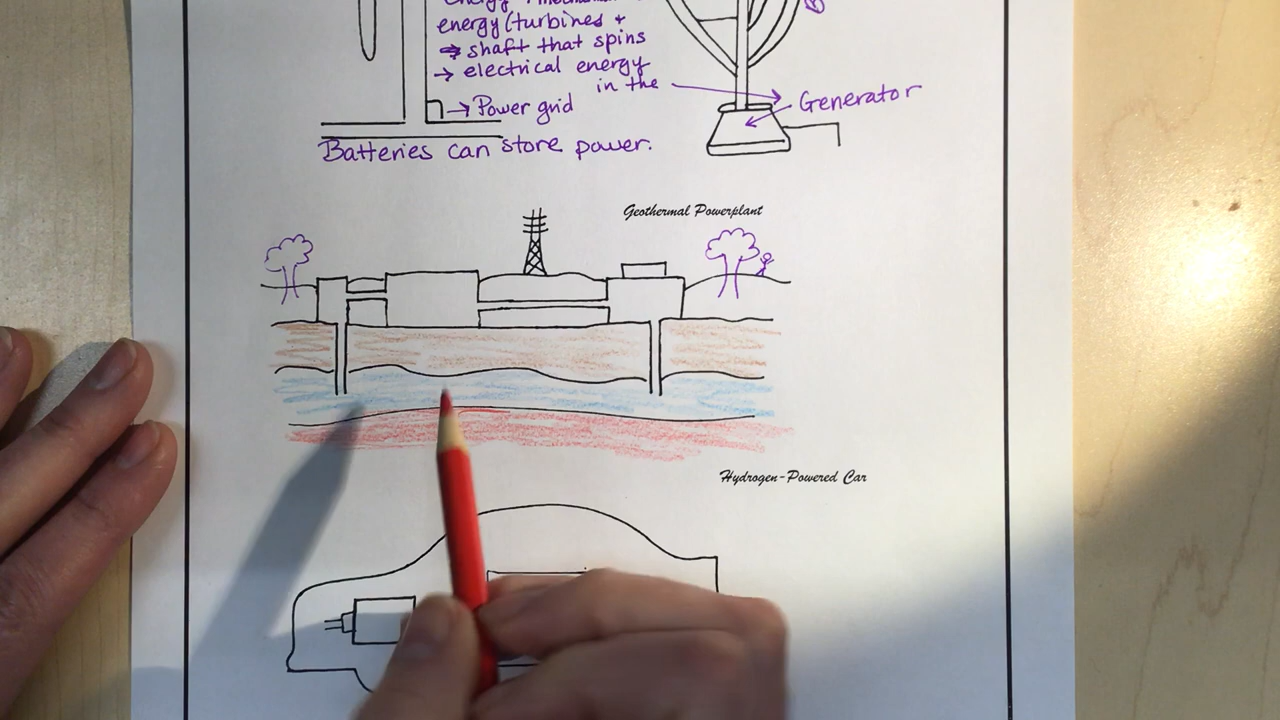 energy
energy (turbines +
→ shaft that spins
→ electrical energy
in the
→ Power grid
Generator
Batteries can store power.
Geothermal Powerplant
Hydrogen-Powered Car